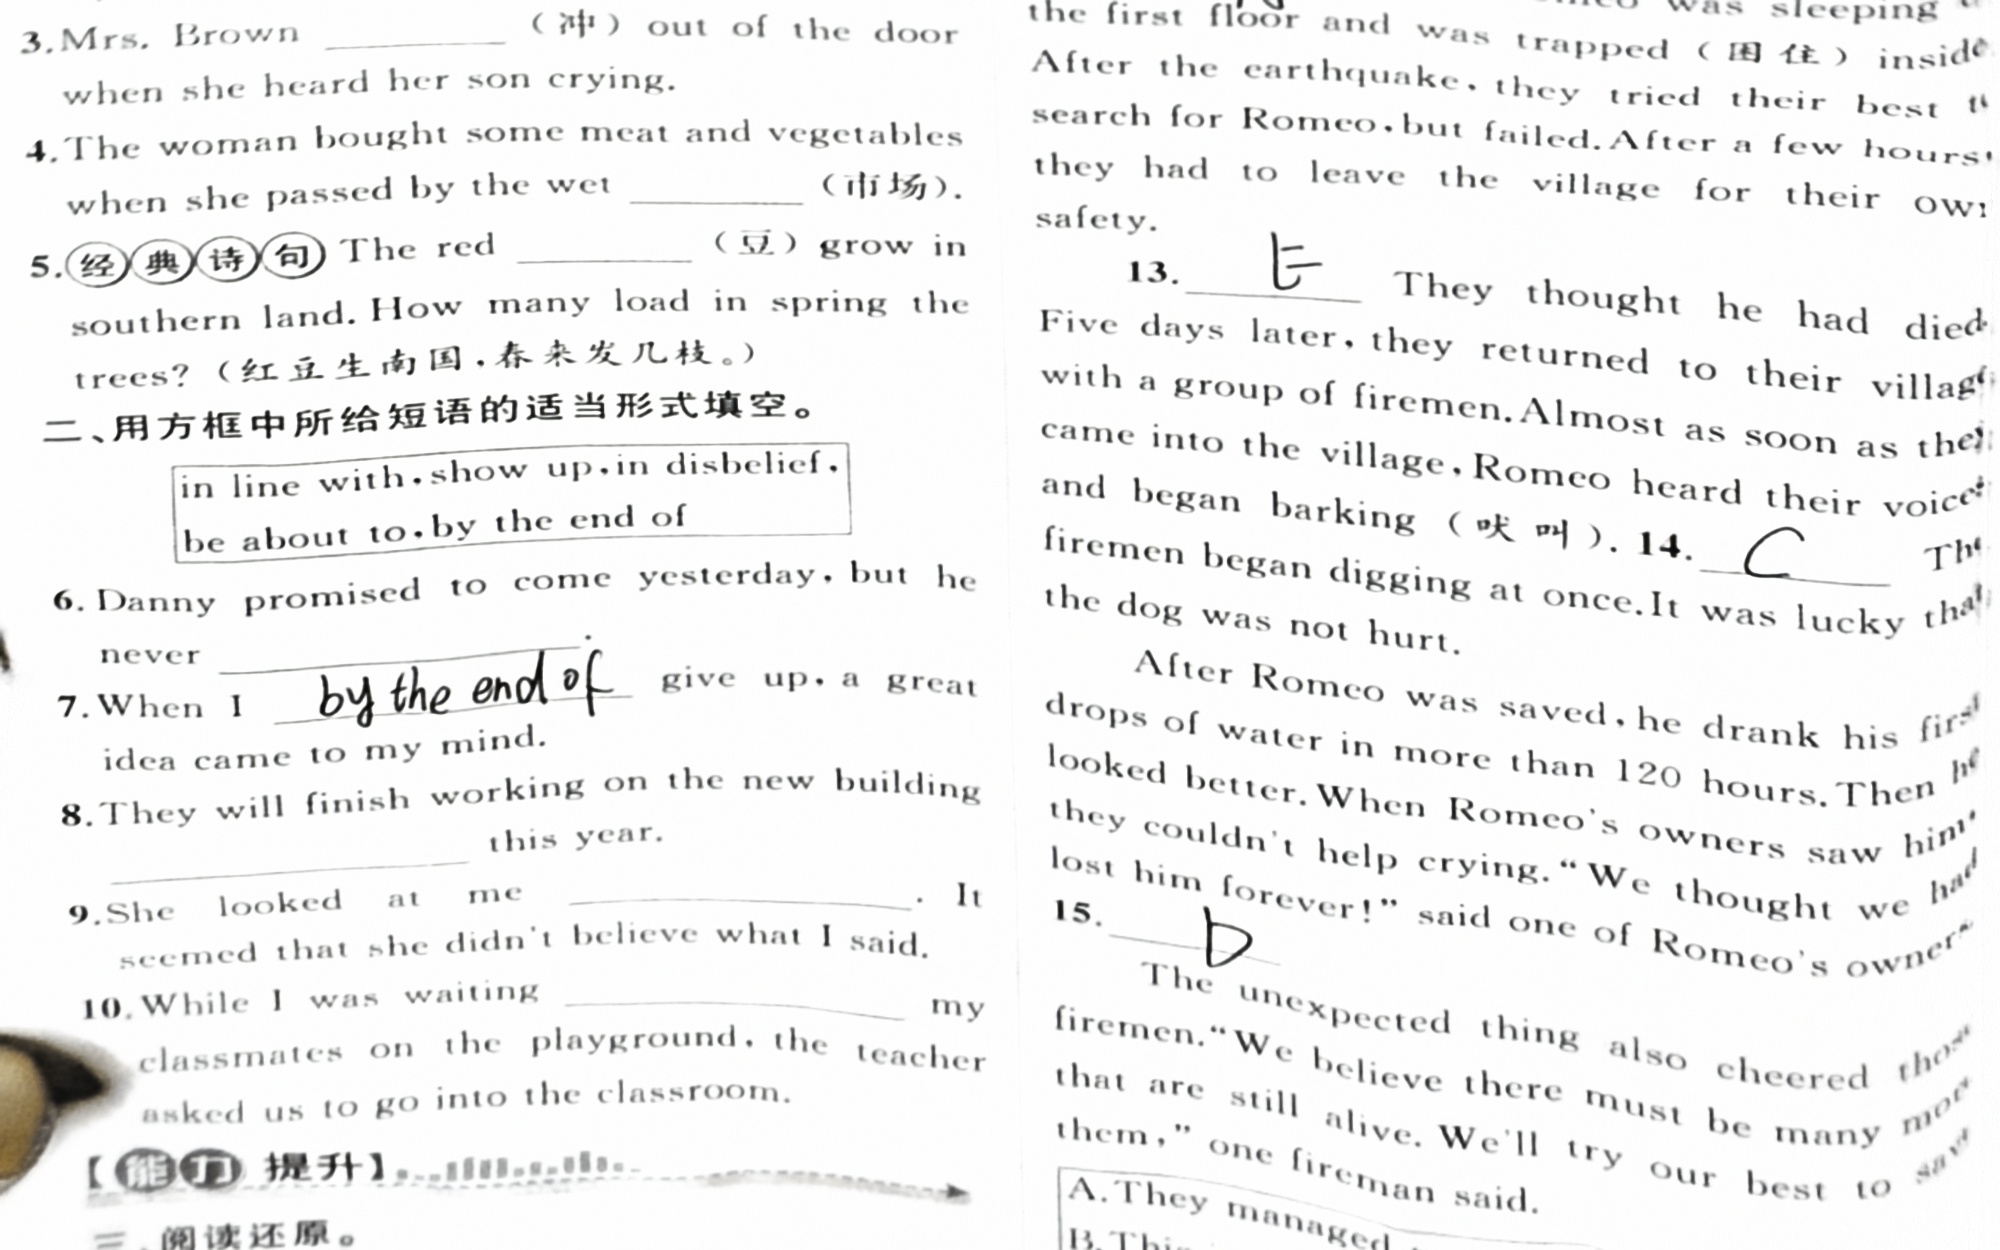 3.Mrs. Brown ________ (冲) out of the door
when she heard her son crying.
4.The woman bought some meat and vegetables
when she passed by the wet ________ (市场).
5.经典诗句 The red ________ (豆) grow in
southern land. How many load in spring the
trees? (红豆生南国,春来发几枝。)
二、用方框中所给短语的适当形式填空。
in line with, show up, in disbelief,
be about to, by the end of
6. Danny promised to come yesterday, but he
never ________.
7. When I by the end of give up, a great
idea came to my mind.
8.They will finish working on the new building
________ this year.
9.She looked at me ________. It
seemed that she didn't believe what I said.
10.While I was waiting ________ my
classmates on the playground, the teacher
asked us to go into the classroom.
【能力 提升】
三、阅读还原。
was sleeping
the first floor and was trapped (困住) inside
After the earthquake, they tried their best
search for Romeo, but failed. After a few hours,
they had to leave the village for their
safety.
13. E They thought he had died
Five days later, they returned to their
with a group of firemen. Almost as soon as
came into the village, Romeo heard their
and began barking (吠叫). 14. C The
firemen began digging at once. It was lucky that
the dog was not hurt.
After Romeo was saved, he drank his first
drops of water in more than 120 hours. Then he
looked better. When Romeo's owners saw him,
they couldn't help crying. "We thought we had
lost him forever!" said one of Romeo's
15. D
The unexpected thing also cheered
firemen. "We believe there must be many
that are still alive. We'll try our best to
them," one fireman said.
A. They managed
B.